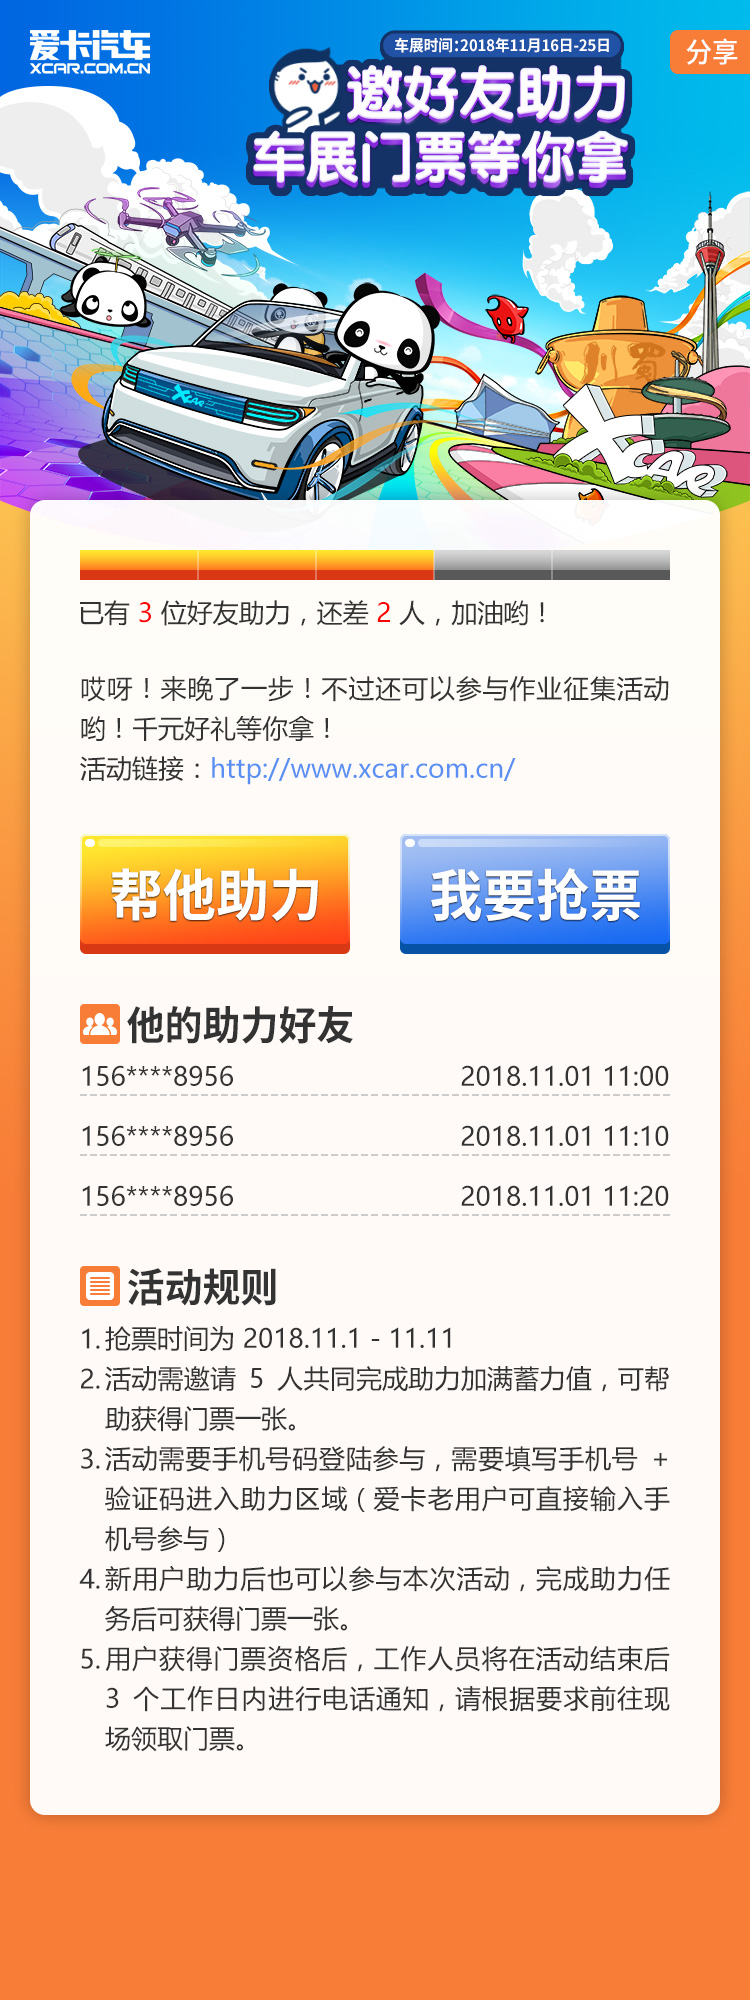 爱卡汽车
XCAR.COM.CN
车展时间:2018年11月16日-25日
分享
邀好友助力
车展门票等你拿
川蜀
Xcar
Xcar
已有 3 位好友助力，还差 2 人，加油哟！
哎呀！来晚了一步！不过还可以参与作业征集活动
哟！千元好礼等你拿！
活动链接：http://www.xcar.com.cn/
帮他助力
我要抢票
他的助力好友
156****8956 2018.11.01 11:00
156****8956 2018.11.01 11:10
156****8956 2018.11.01 11:20
活动规则
1. 抢票时间为 2018.11.1 - 11.11
2. 活动需邀请 5 人共同完成助力加满蓄力值，可帮
助获得门票一张。
3. 活动需要手机号码登陆参与，需要填写手机号 +
验证码进入助力区域（爱卡老用户可直接输入手
机号参与）
4. 新用户助力后也可以参与本次活动，完成助力任
务后可获得门票一张。
5. 用户获得门票资格后，工作人员将在活动结束后
3 个工作日内进行电话通知，请根据要求前往现
场领取门票。